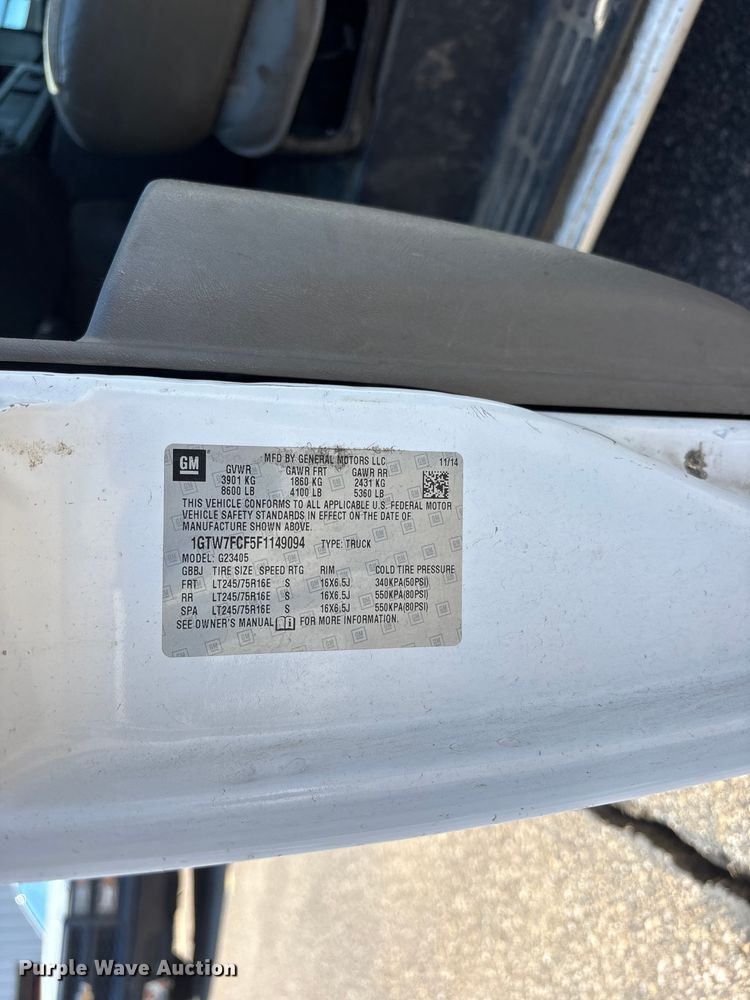 GM
MFD BY GENERAL MOTORS LLC
11/14
GVWR GAWR FRT GAWR RR
3901 KG 1860 KG 2431 KG
8600 LB 4100 LB 5360 LB
THIS VEHICLE CONFORMS TO ALL APPLICABLE U.S. FEDERAL MOTOR
VEHICLE SAFETY STANDARDS IN EFFECT ON THE DATE OF
MANUFACTURE SHOWN ABOVE.
1GTW7FCF5F1149094 TYPE: TRUCK
MODEL: G23405
GBBJ TIRE SIZE SPEED RTG RIM COLD TIRE PRESSURE
FRT LT245/75R16E S 16X6.5J 340KPA(50PSI)
RR LT245/75R16E S 16X6.5J 550KPA(80PSI)
SPA LT245/75R16E S 16X6.5J 550KPA(80PSI)
SEE OWNER'S MANUAL FOR MORE INFORMATION.
Purple Wave Auction